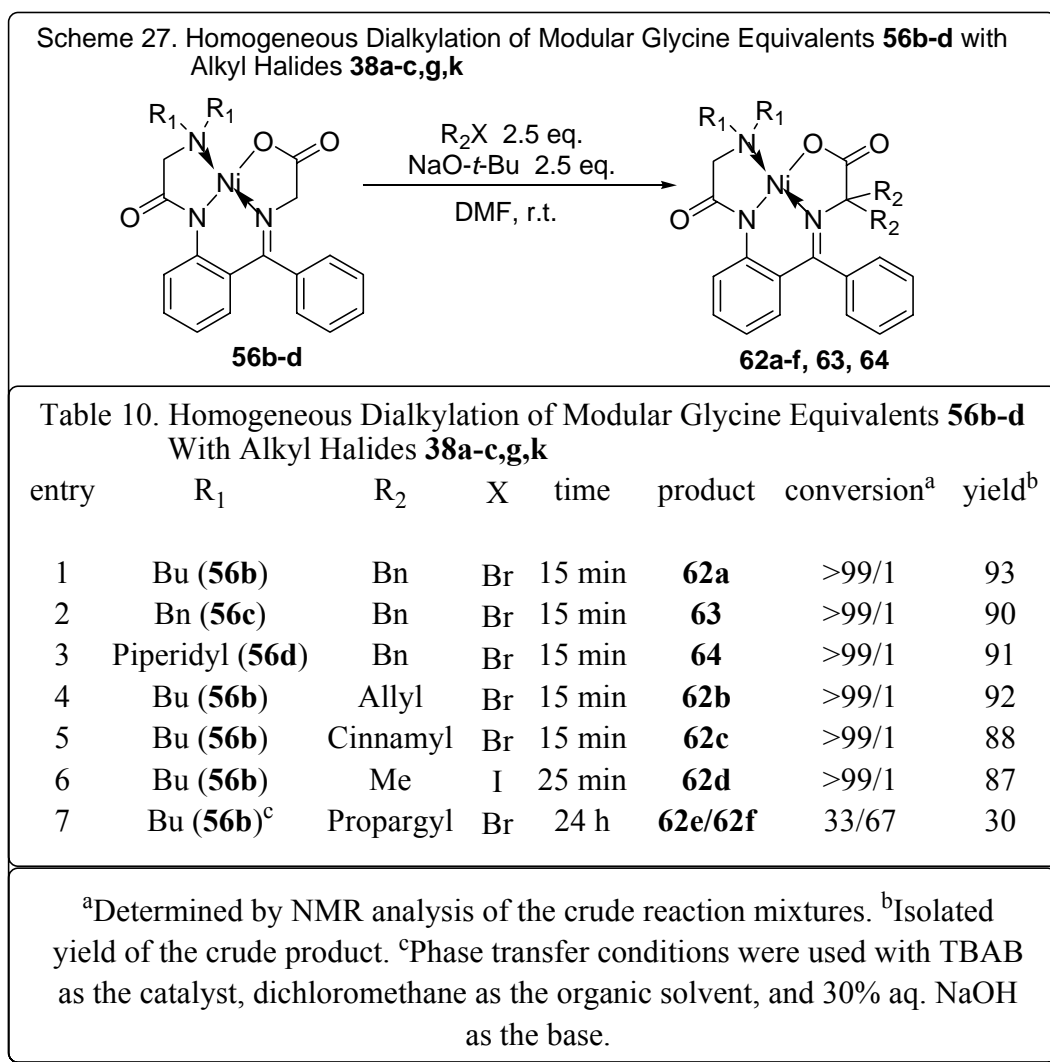 Scheme 27. Homogeneous Dialkylation of Modular Glycine Equivalents 56b-d with
Alkyl Halides 38a-c,g,k
R1 R1
N O O
Ni
O N N
56b-d
R2X 2.5 eq.
NaO-t-Bu 2.5 eq.
DMF, r.t.
R1 R1
N O O
Ni R2
O N N R2
62a-f, 63, 64
Table 10. Homogeneous Dialkylation of Modular Glycine Equivalents 56b-d
With Alkyl Halides 38a-c,g,k
entry R1 R2 X time product conversion^a yield^b
1 Bu (56b) Bn Br 15 min 62a >99/1 93
2 Bn (56c) Bn Br 15 min 63 >99/1 90
3 Piperidyl (56d) Bn Br 15 min 64 >99/1 91
4 Bu (56b) Allyl Br 15 min 62b >99/1 92
5 Bu (56b) Cinnamyl Br 15 min 62c >99/1 88
6 Bu (56b) Me I 25 min 62d >99/1 87
7 Bu (56b)^c Propargyl Br 24 h 62e/62f 33/67 30
^aDetermined by NMR analysis of the crude reaction mixtures. ^bIsolated
yield of the crude product. ^cPhase transfer conditions were used with TBAB
as the catalyst, dichloromethane as the organic solvent, and 30% aq. NaOH
as the base.